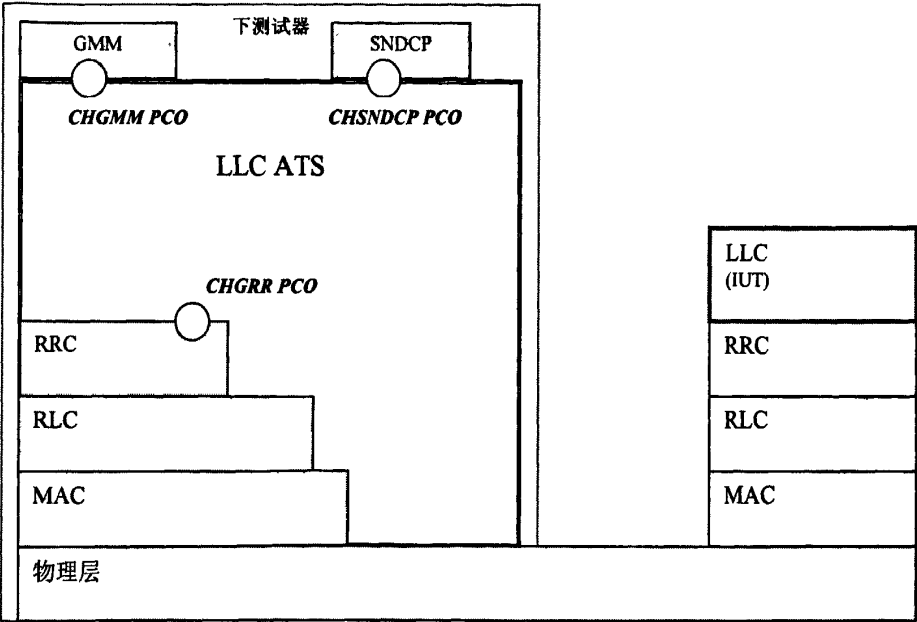 下测试器
GMM
SNDCP
CHGMM PCO
CHSNDCP PCO
LLC ATS
CHGRR PCO
RRC
RLC
MAC
LLC
(IUT)
RRC
RLC
MAC
物理层